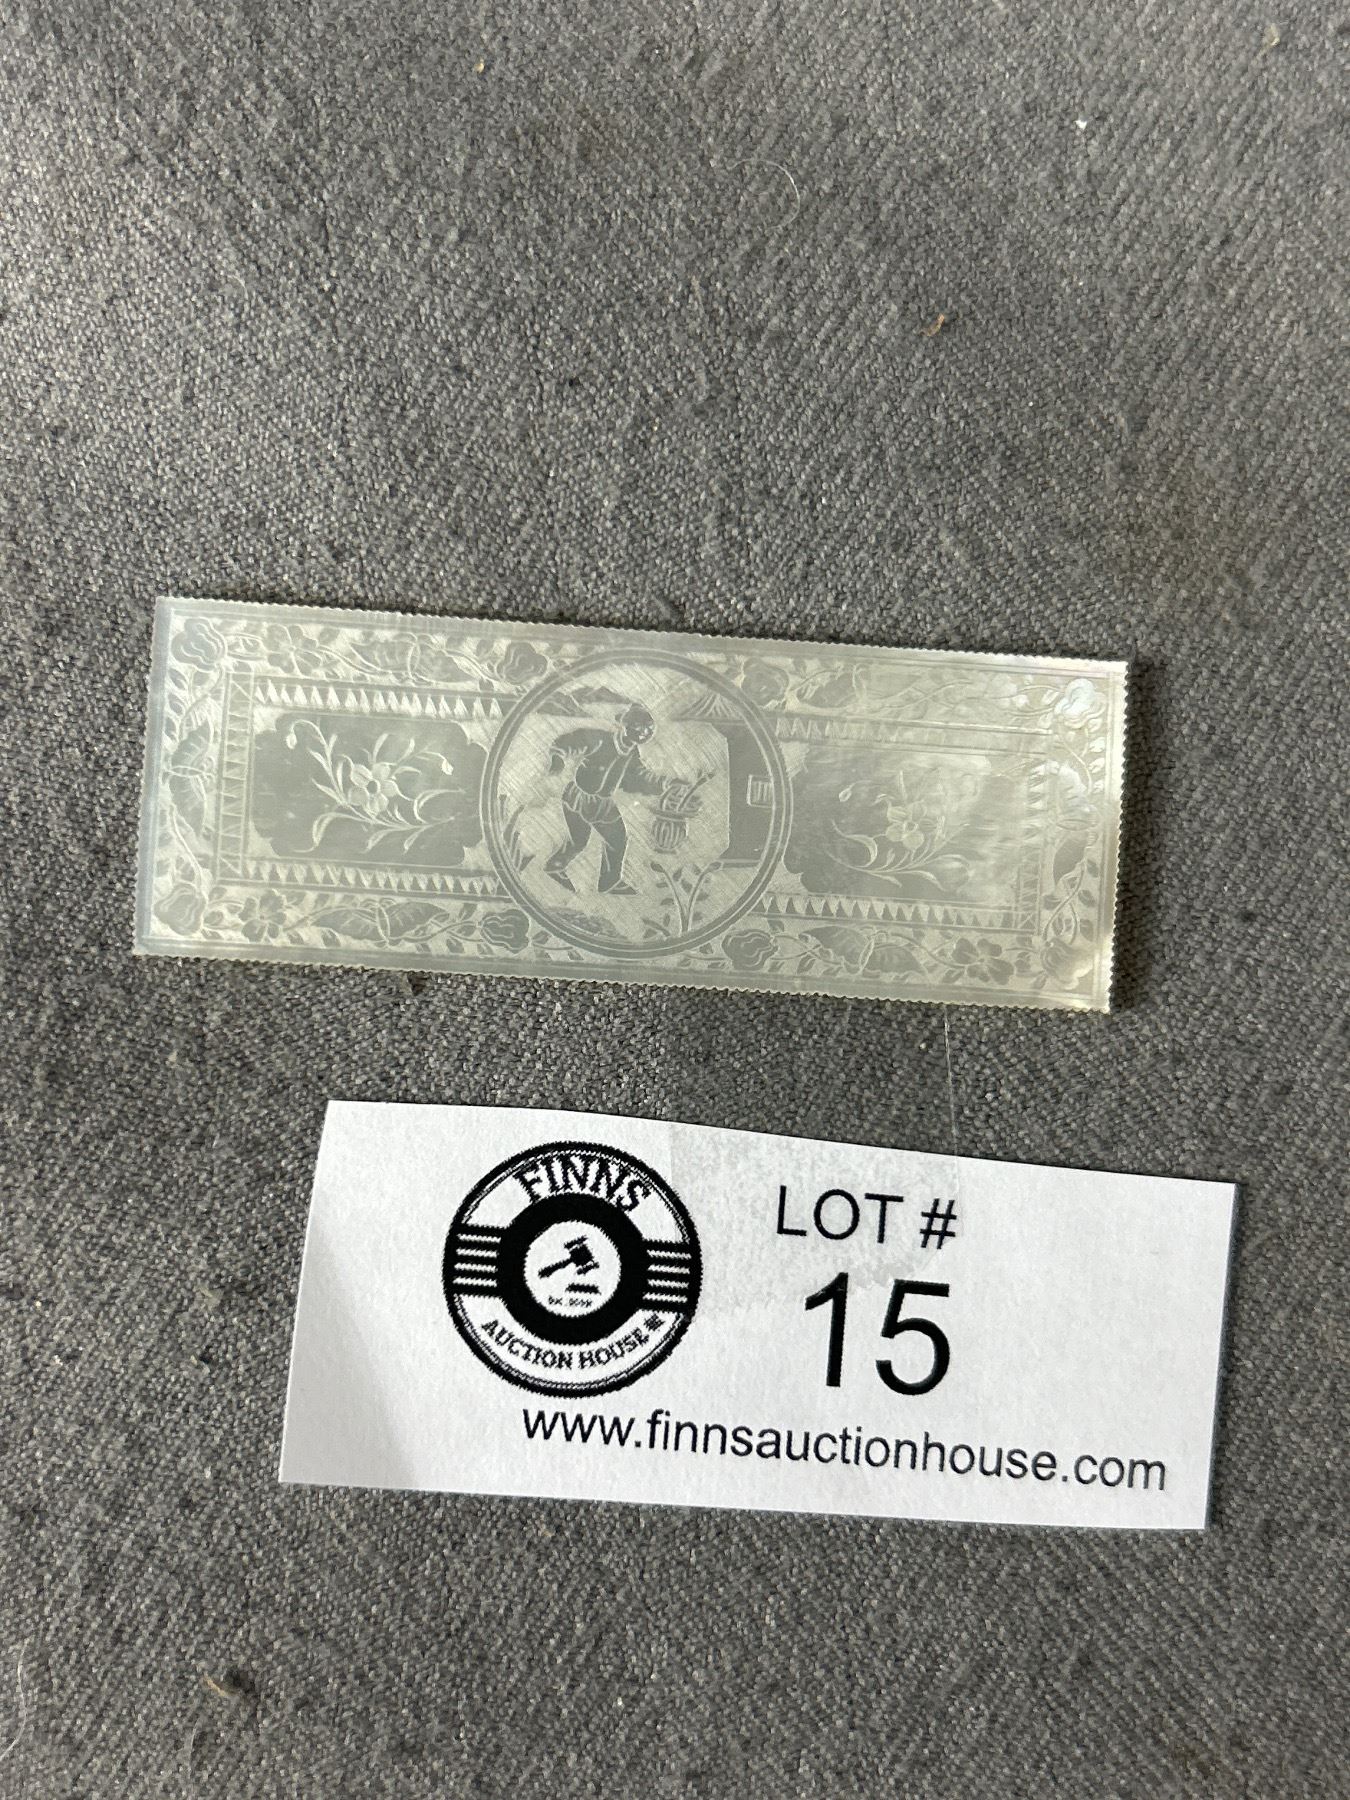 FINNS
AUCTION HOUSE
LOT #
15
www.finnsauctionhouse.com